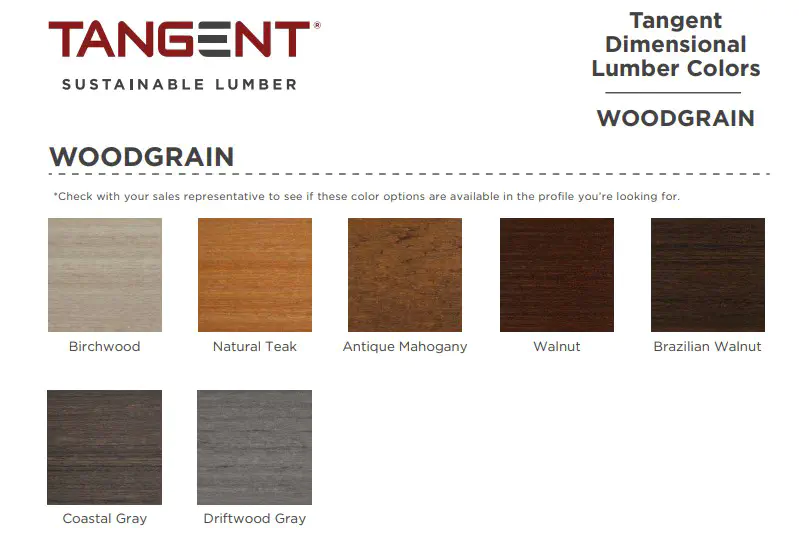 TANGENT®
SUSTAINABLE LUMBER
Tangent
Dimensional
Lumber Colors
WOODGRAIN
WOODGRAIN
*Check with your sales representative to see if these color options are available in the profile you're looking for.
Birchwood
Natural Teak
Antique Mahogany
Walnut
Brazilian Walnut
Coastal Gray
Driftwood Gray